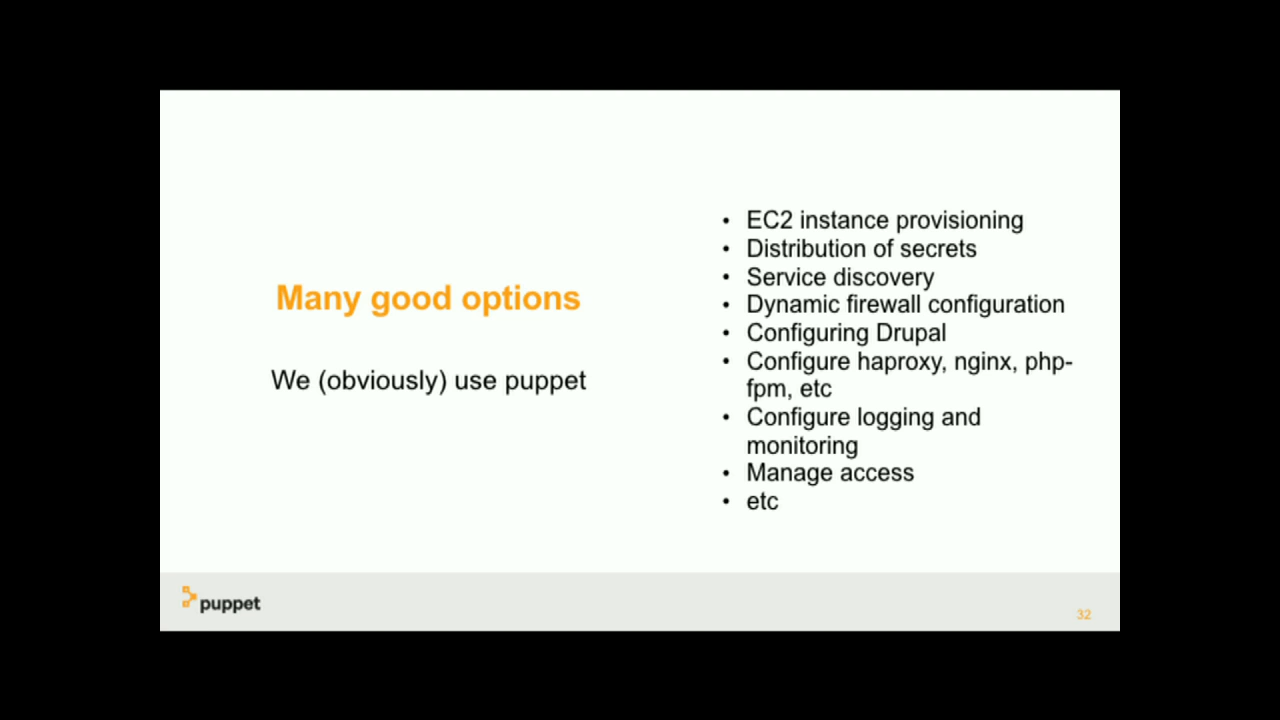 Many good options
We (obviously) use puppet
• EC2 instance provisioning
• Distribution of secrets
• Service discovery
• Dynamic firewall configuration
• Configuring Drupal
• Configure haproxy, nginx, php-
fpm, etc
• Configure logging and
monitoring
• Manage access
• etc
puppet
32